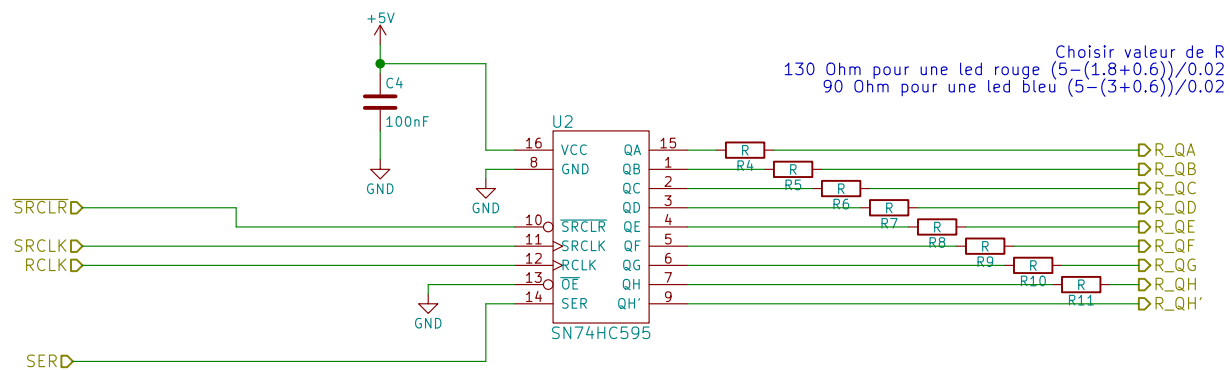 +5V
Choisir valeur de R
130 Ohm pour une led rouge (5-(1.8+0.6))/0.02
90 Ohm pour une led bleu (5-(3+0.6))/0.02
C4
100nF
GND
U2
16 VCC QA 15 R R4 R_QA
8 GND QB 1 R R5 R_QB
GND
QC 2 R R6 R_QC
SRCLR QD 3 R R7 R_QD
10 SRCLR QE 4 R R8 R_QE
SRCLK 11 SRCLK QF 5 R R9 R_QF
RCLK 12 RCLK QG 6 R R10 R_QG
13 OE QH 7 R R11 R_QH
14 SER QH' 9 R_QH'
GND
SN74HC595
SER